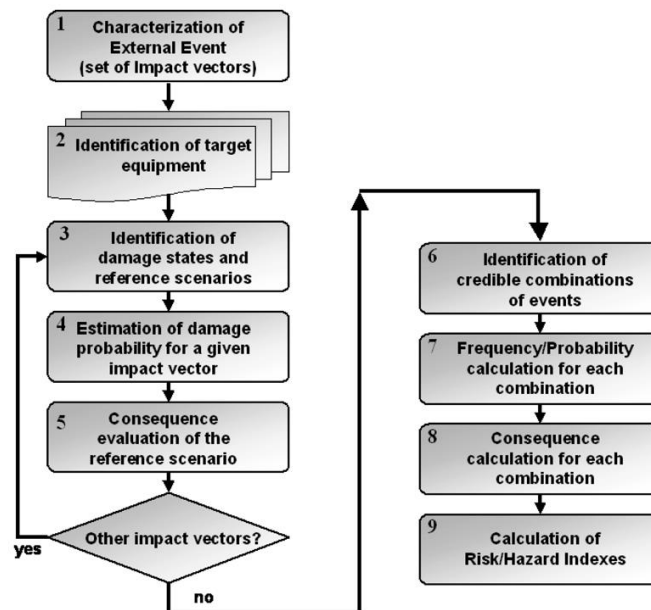 1
Characterization of
External Event
(set of Impact vectors)
2
Identification of target
equipment
3
Identification of
damage states and
reference scenarios
4
Estimation of damage
probability for a given
impact vector
5
Consequence
evaluation of the
reference scenario
Other impact vectors?
yes
no
6
Identification of
credible combinations
of events
7
Frequency/Probability
calculation for each
combination
8
Consequence
calculation for each
combination
9
Calculation of
Risk/Hazard Indexes